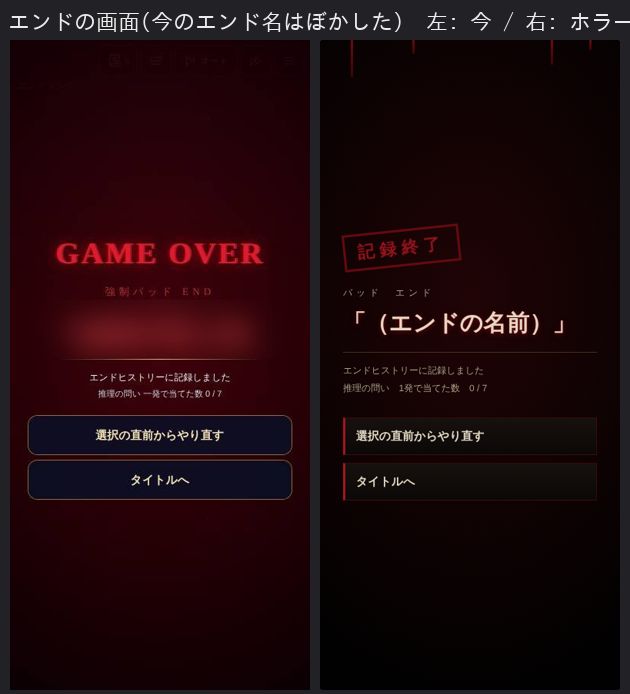 エンドの画面(今のエンド名はぼかした) 左: 今 / 右: ホラー
GAME OVER
強制バッド END
エンドヒストリーに記録しました
推理の問い 一発で当てた数 0 / 7
選択の直前からやり直す
タイトルへ
記録終了
バッド エンド
「（エンドの名前）」
エンドヒストリーに記録しました
推理の問い 1発で当てた数 0 / 7
選択の直前からやり直す
タイトルへ